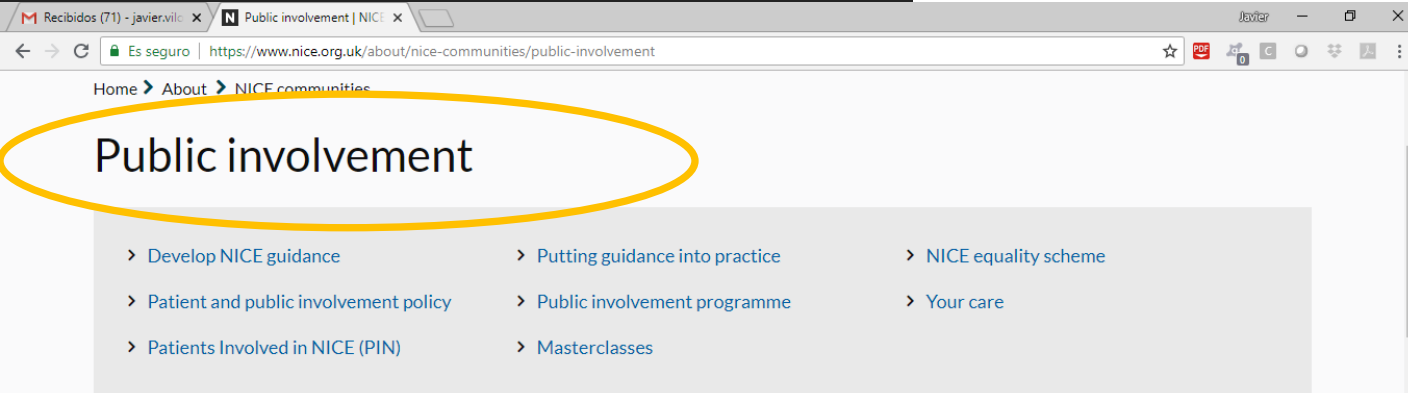 Recibidos (71) - javier.vilo
Public involvement | NICE
Javier
Es seguro
https://www.nice.org.uk/about/nice-communities/public-involvement
PDF
0
C
Home > About > NICE communities
Public involvement
> Develop NICE guidance
> Putting guidance into practice
> NICE equality scheme
> Patient and public involvement policy
> Public involvement programme
> Your care
> Patients Involved in NICE (PIN)
> Masterclasses